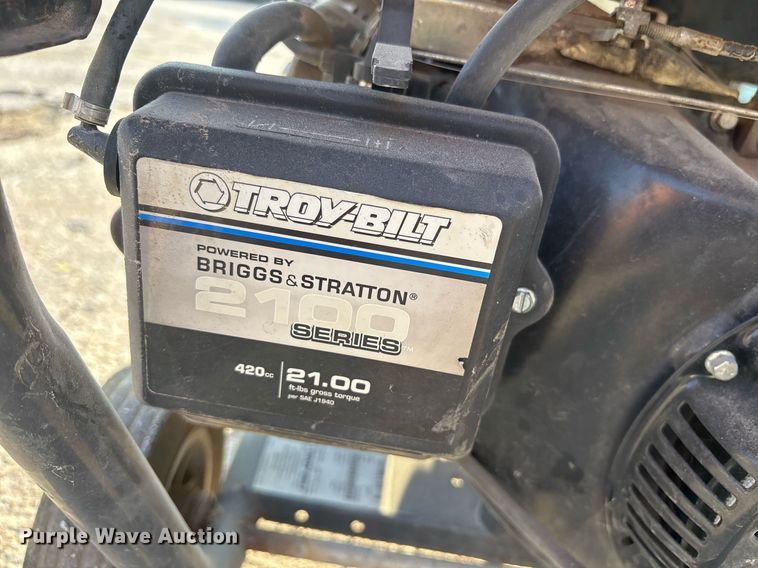 TROY-BILT
POWERED BY
BRIGGS & STRATTON®
2100
SERIES™
420cc
21.00
ft-lbs gross torque
per SAE J1940
Purple Wave Auction